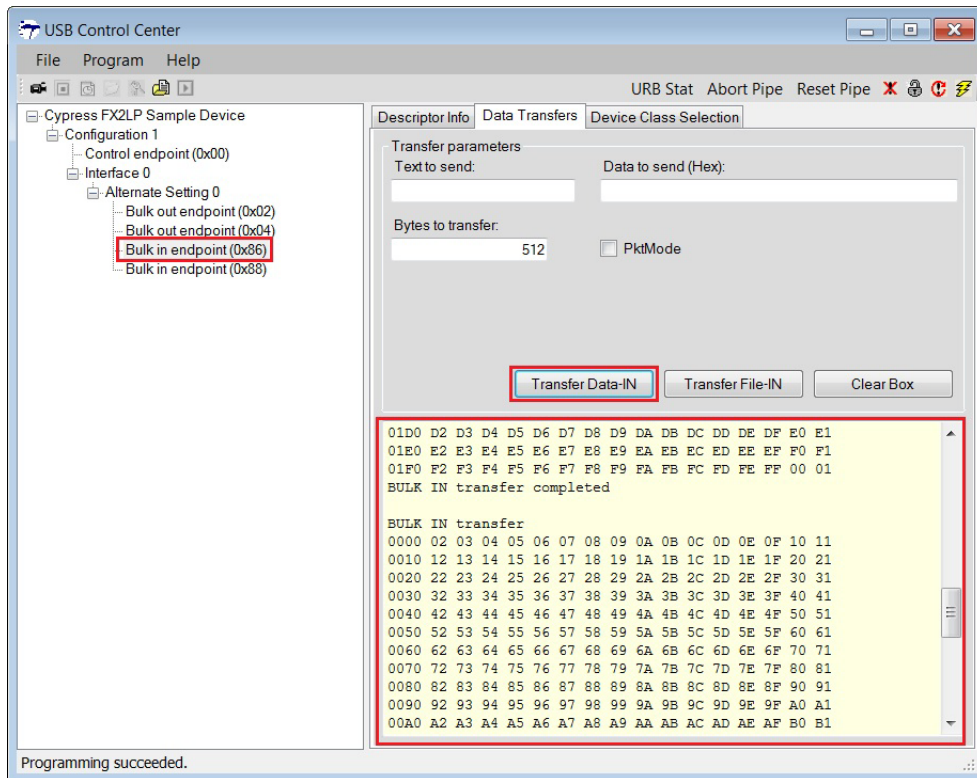 USB Control Center
File Program Help
URB Stat Abort Pipe Reset Pipe
Cypress FX2LP Sample Device
Configuration 1
Control endpoint (0x00)
Interface 0
Alternate Setting 0
Bulk out endpoint (0x02)
Bulk out endpoint (0x04)
Bulk in endpoint (0x86)
Bulk in endpoint (0x88)
Descriptor Info Data Transfers Device Class Selection
Transfer parameters
Text to send: Data to send (Hex):
Bytes to transfer:
512 PktMode
Transfer Data-IN Transfer File-IN Clear Box
01D0 D2 D3 D4 D5 D6 D7 D8 D9 DA DB DC DD DE DF E0 E1
01E0 E2 E3 E4 E5 E6 E7 E8 E9 EA EB EC ED EE EF F0 F1
01F0 F2 F3 F4 F5 F6 F7 F8 F9 FA FB FC FD FE FF 00 01
BULK IN transfer completed
BULK IN transfer
0000 02 03 04 05 06 07 08 09 0A 0B 0C 0D 0E 0F 10 11
0010 12 13 14 15 16 17 18 19 1A 1B 1C 1D 1E 1F 20 21
0020 22 23 24 25 26 27 28 29 2A 2B 2C 2D 2E 2F 30 31
0030 32 33 34 35 36 37 38 39 3A 3B 3C 3D 3E 3F 40 41
0040 42 43 44 45 46 47 48 49 4A 4B 4C 4D 4E 4F 50 51
0050 52 53 54 55 56 57 58 59 5A 5B 5C 5D 5E 5F 60 61
0060 62 63 64 65 66 67 68 69 6A 6B 6C 6D 6E 6F 70 71
0070 72 73 74 75 76 77 78 79 7A 7B 7C 7D 7E 7F 80 81
0080 82 83 84 85 86 87 88 89 8A 8B 8C 8D 8E 8F 90 91
0090 92 93 94 95 96 97 98 99 9A 9B 9C 9D 9E 9F A0 A1
00A0 A2 A3 A4 A5 A6 A7 A8 A9 AA AB AC AD AE AF B0 B1
Programming succeeded.